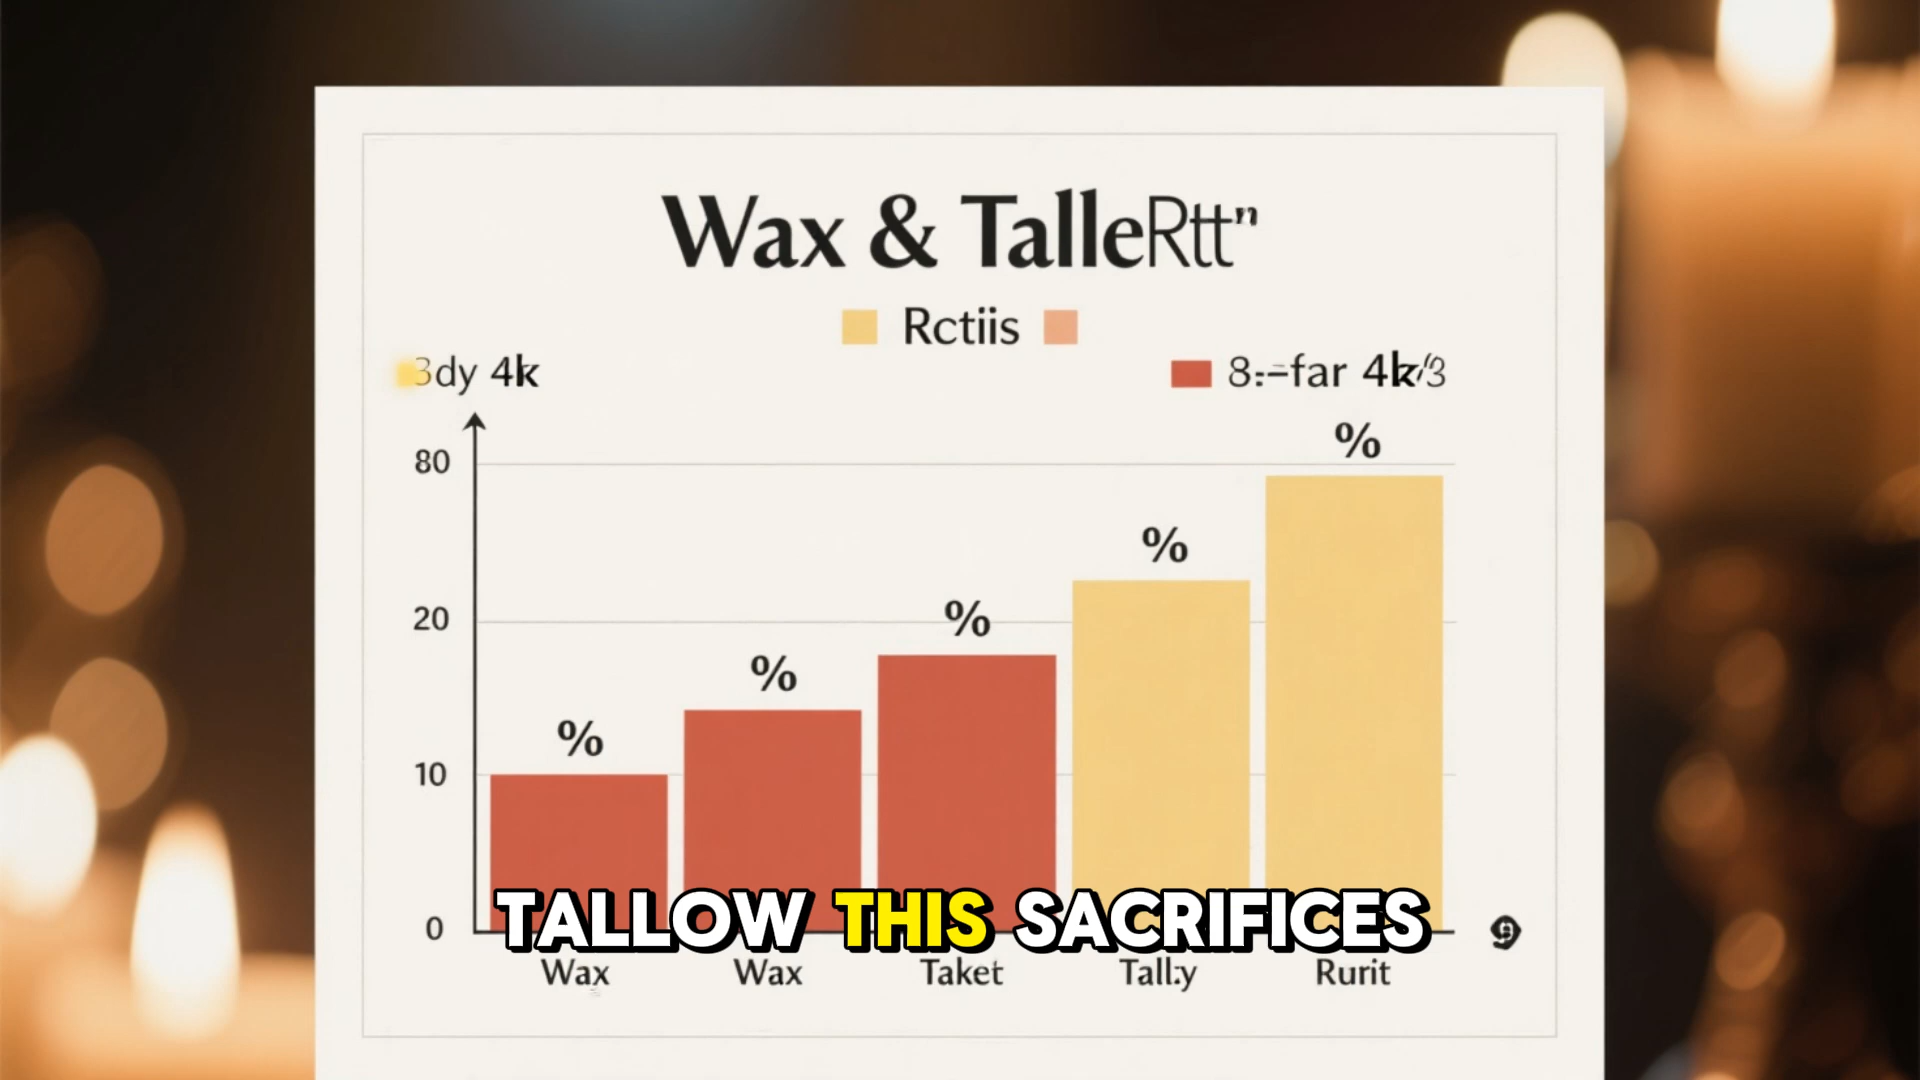 Wax & TalleRtt"
Rctiis
3dy 4k
8:-far 4k/3
%
80
%
%
20
%
%
10
0
TALLOW THIS SACRIFICES
Wax Wax Taket Tall:y Rurit